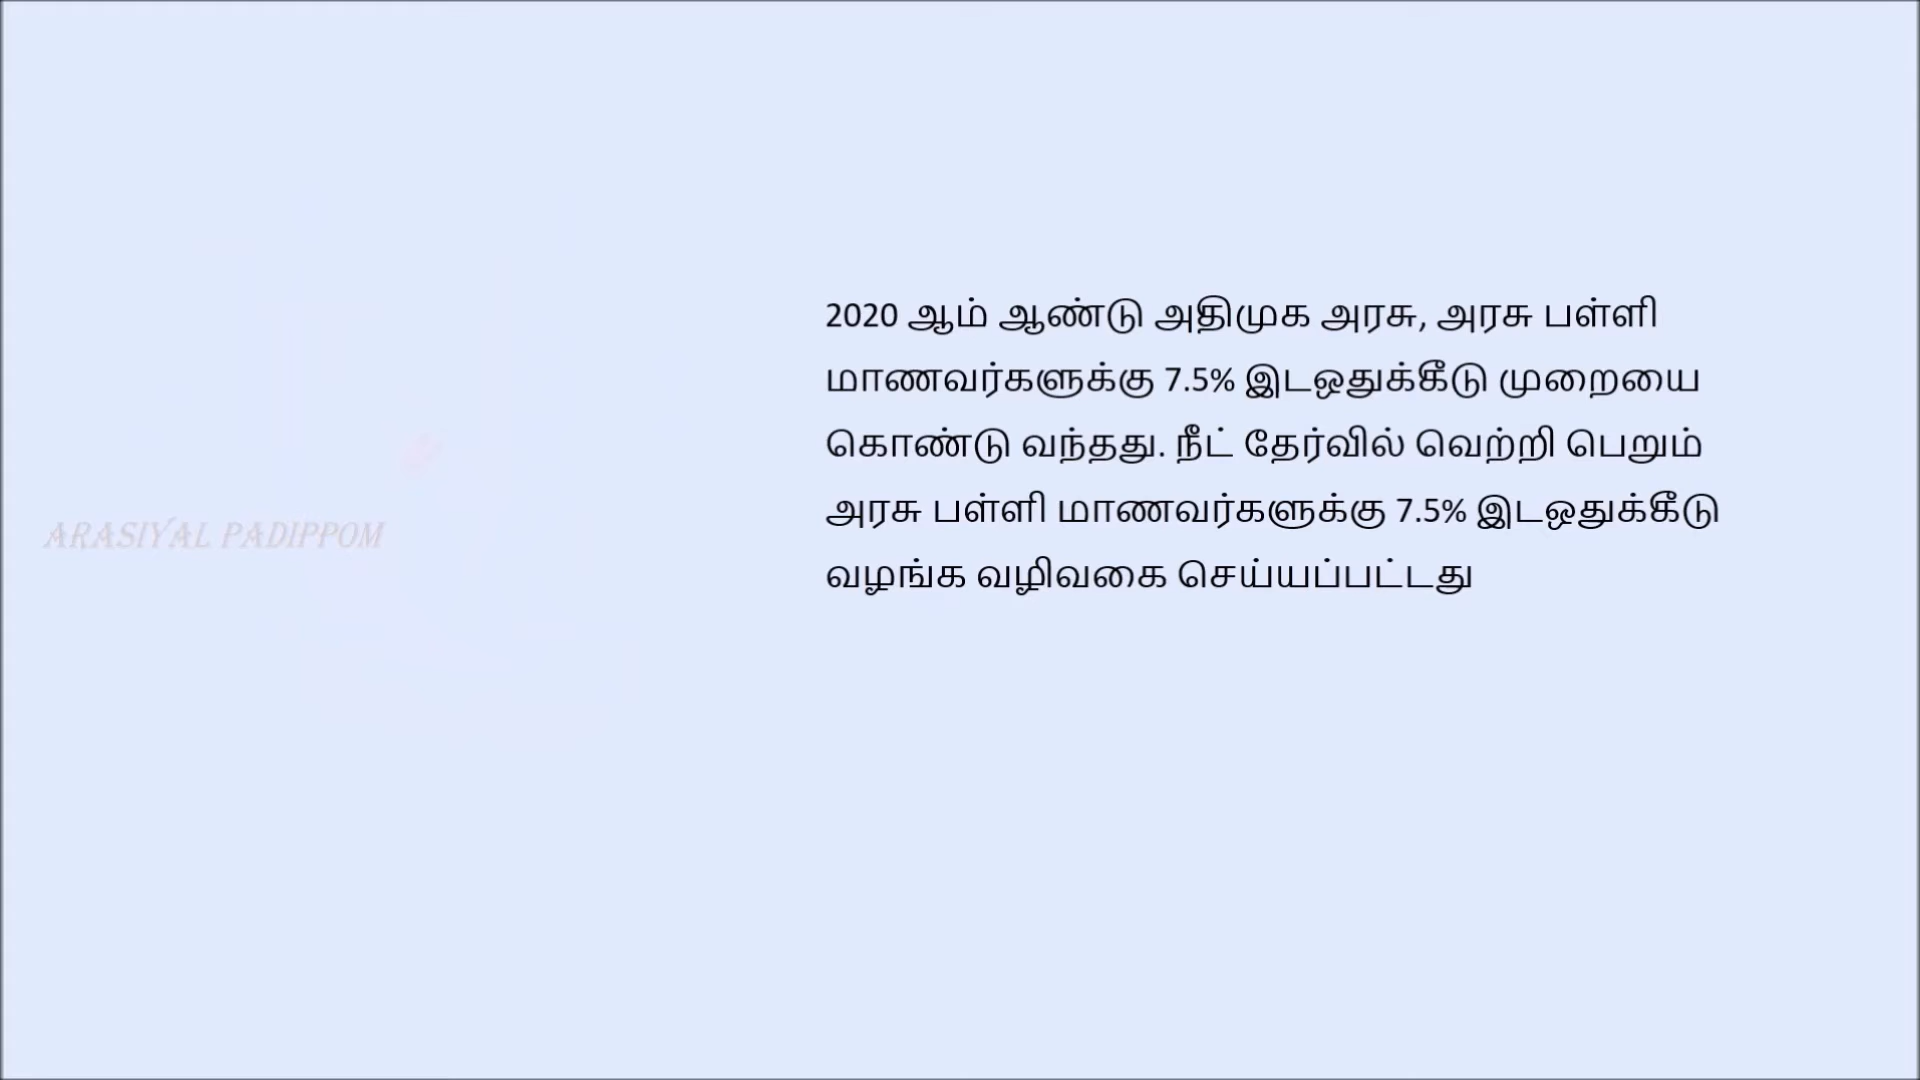 2020 ஆம் ஆண்டு அதிமுக அரசு, அரசு பள்ளி
மாணவர்களுக்கு 7.5% இடஒதுக்கீடு முறையை
கொண்டு வந்தது. நீட் தேர்வில் வெற்றி பெறும்
அரசு பள்ளி மாணவர்களுக்கு 7.5% இடஒதுக்கீடு
வழங்க வழிவகை செய்யப்பட்டது
ARASIYAL PADIPPOM